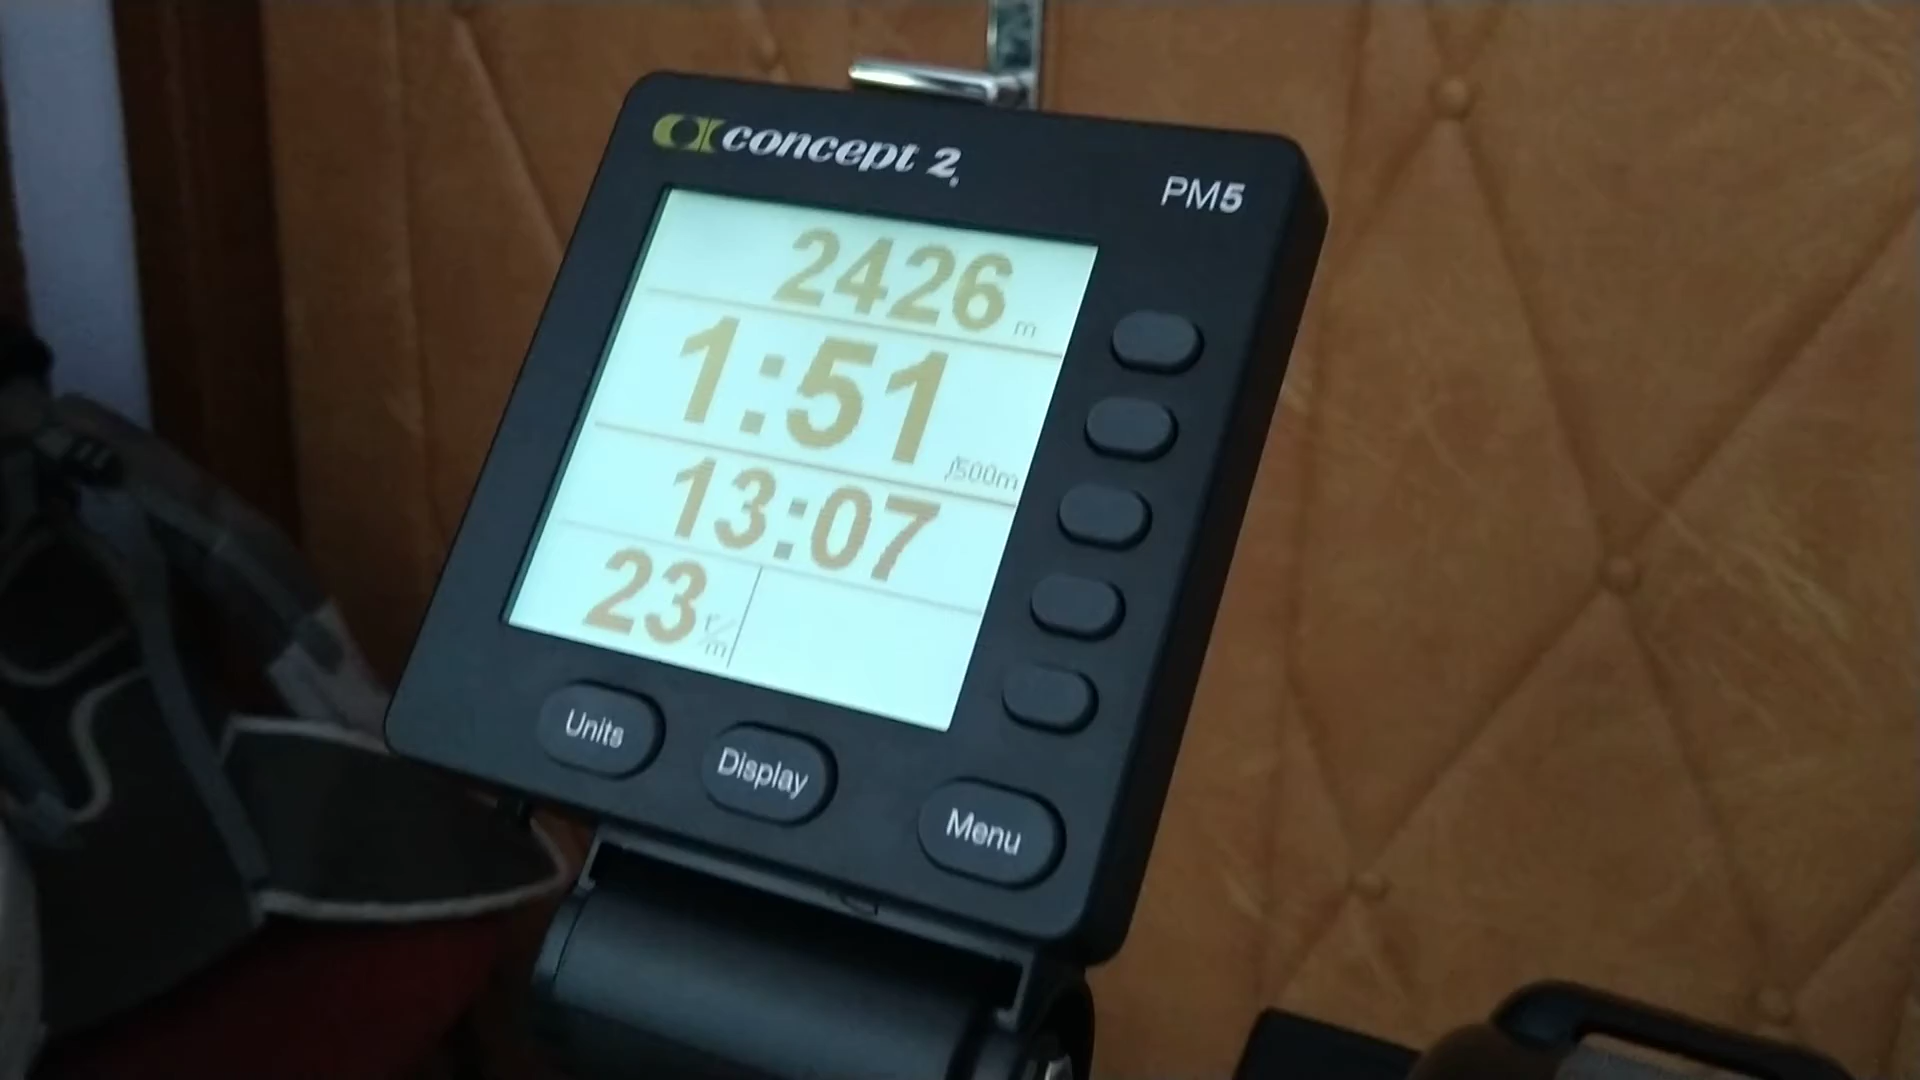 concept 2
PM5
2426 m
1:51 /500m
13:07
23 r/m
Units
Display
Menu